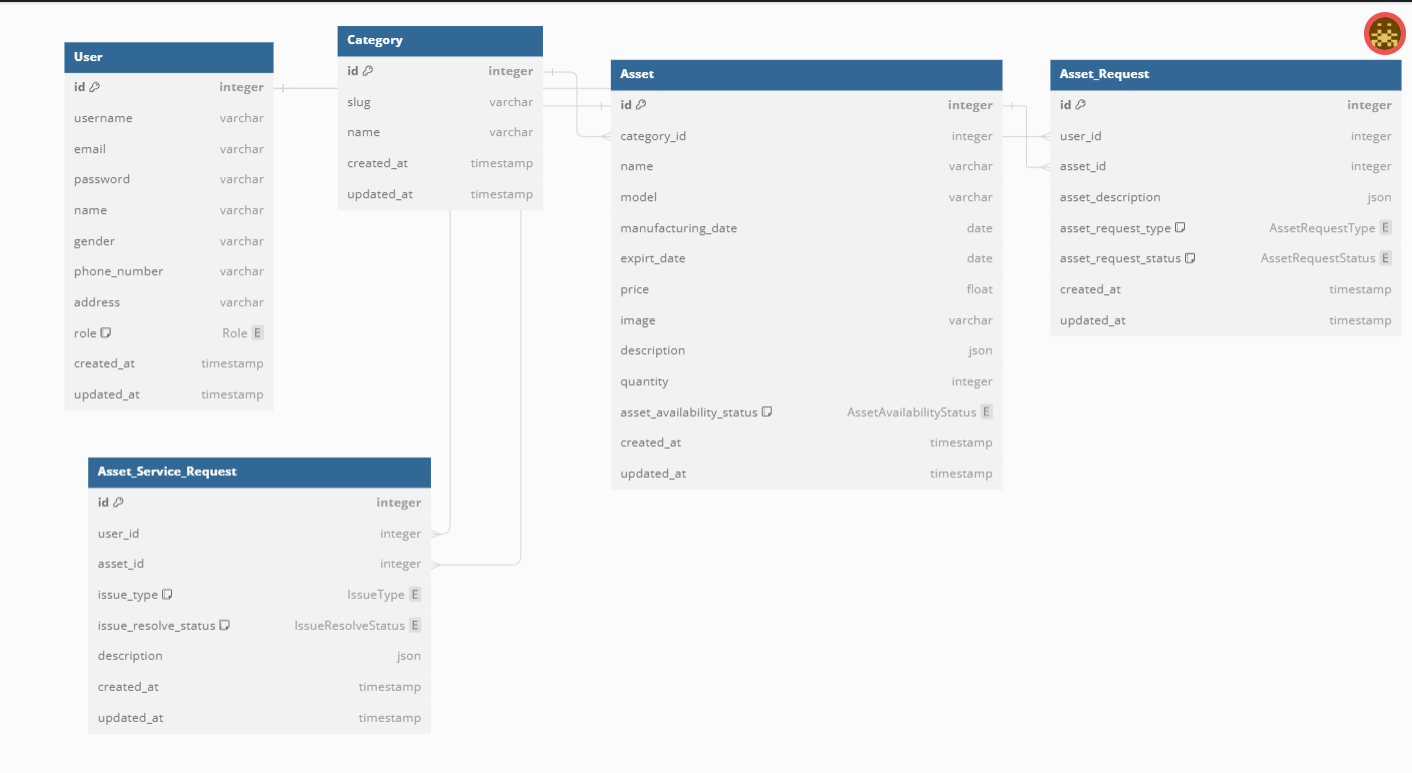 User
id integer
username varchar
email varchar
password varchar
name varchar
gender varchar
phone_number varchar
address varchar
role Role E
created_at timestamp
updated_at timestamp
Category
id integer
slug varchar
name varchar
created_at timestamp
updated_at timestamp
Asset
id integer
category_id integer
name varchar
model varchar
manufacturing_date date
expirt_date date
price float
image varchar
description json
quantity integer
asset_availability_status AssetAvailabilityStatus E
created_at timestamp
updated_at timestamp
Asset_Request
id integer
user_id integer
asset_id integer
asset_description json
asset_request_type AssetRequestType E
asset_request_status AssetRequestStatus E
created_at timestamp
updated_at timestamp
Asset_Service_Request
id integer
user_id integer
asset_id integer
issue_type IssueType E
issue_resolve_status IssueResolveStatus E
description json
created_at timestamp
updated_at timestamp